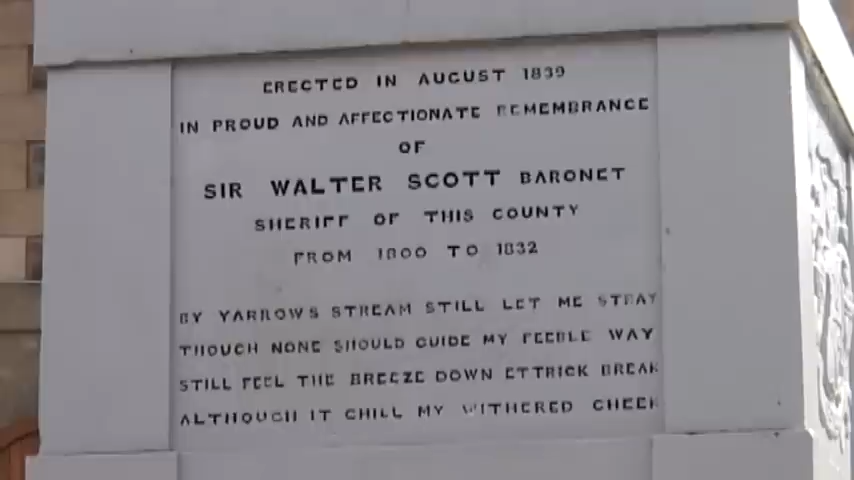 ERECTED IN AUGUST 1839
IN PROUD AND AFFECTIONATE REMEMBRANCE
OF
SIR WALTER SCOTT BARONET
SHERIFF OF THIS COUNTY
FROM 1800 TO 1832
BY YARROWS STREAM STILL LET ME STRAY
THOUGH NONE SHOULD GUIDE MY FEEBLE WAY
STILL FEEL THE BREEZE DOWN ETTRICK BREAK
ALTHOUGH IT CHILL MY WITHERED CHEEK